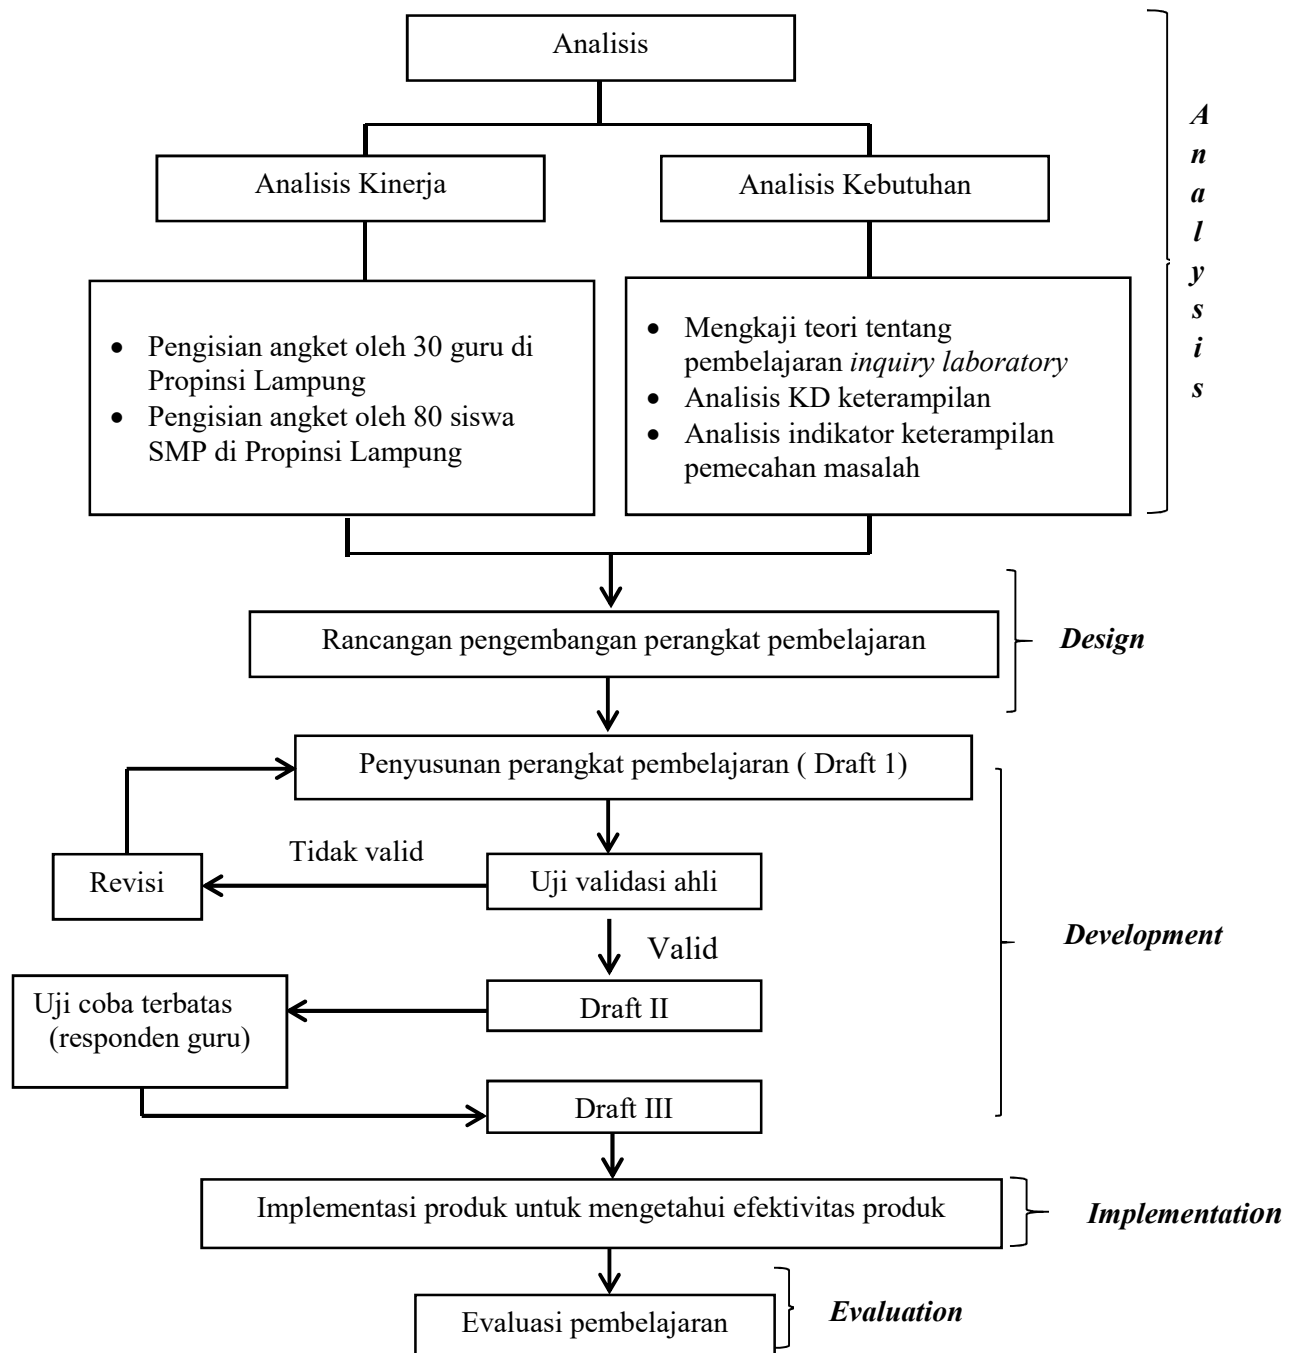 Analisis
Analisis Kinerja
Analisis Kebutuhan
• Pengisian angket oleh 30 guru di
Propinsi Lampung
• Pengisian angket oleh 80 siswa
SMP di Propinsi Lampung
• Mengkaji teori tentang
pembelajaran inquiry laboratory
• Analisis KD keterampilan
• Analisis indikator keterampilan
pemecahan masalah
Analysis
Rancangan pengembangan perangkat pembelajaran
Design
Penyusunan perangkat pembelajaran ( Draft 1)
Tidak valid
Revisi
Uji validasi ahli
Valid
Development
Uji coba terbatas
(responden guru)
Draft II
Draft III
Implementasi produk untuk mengetahui efektivitas produk
Implementation
Evaluasi pembelajaran
Evaluation